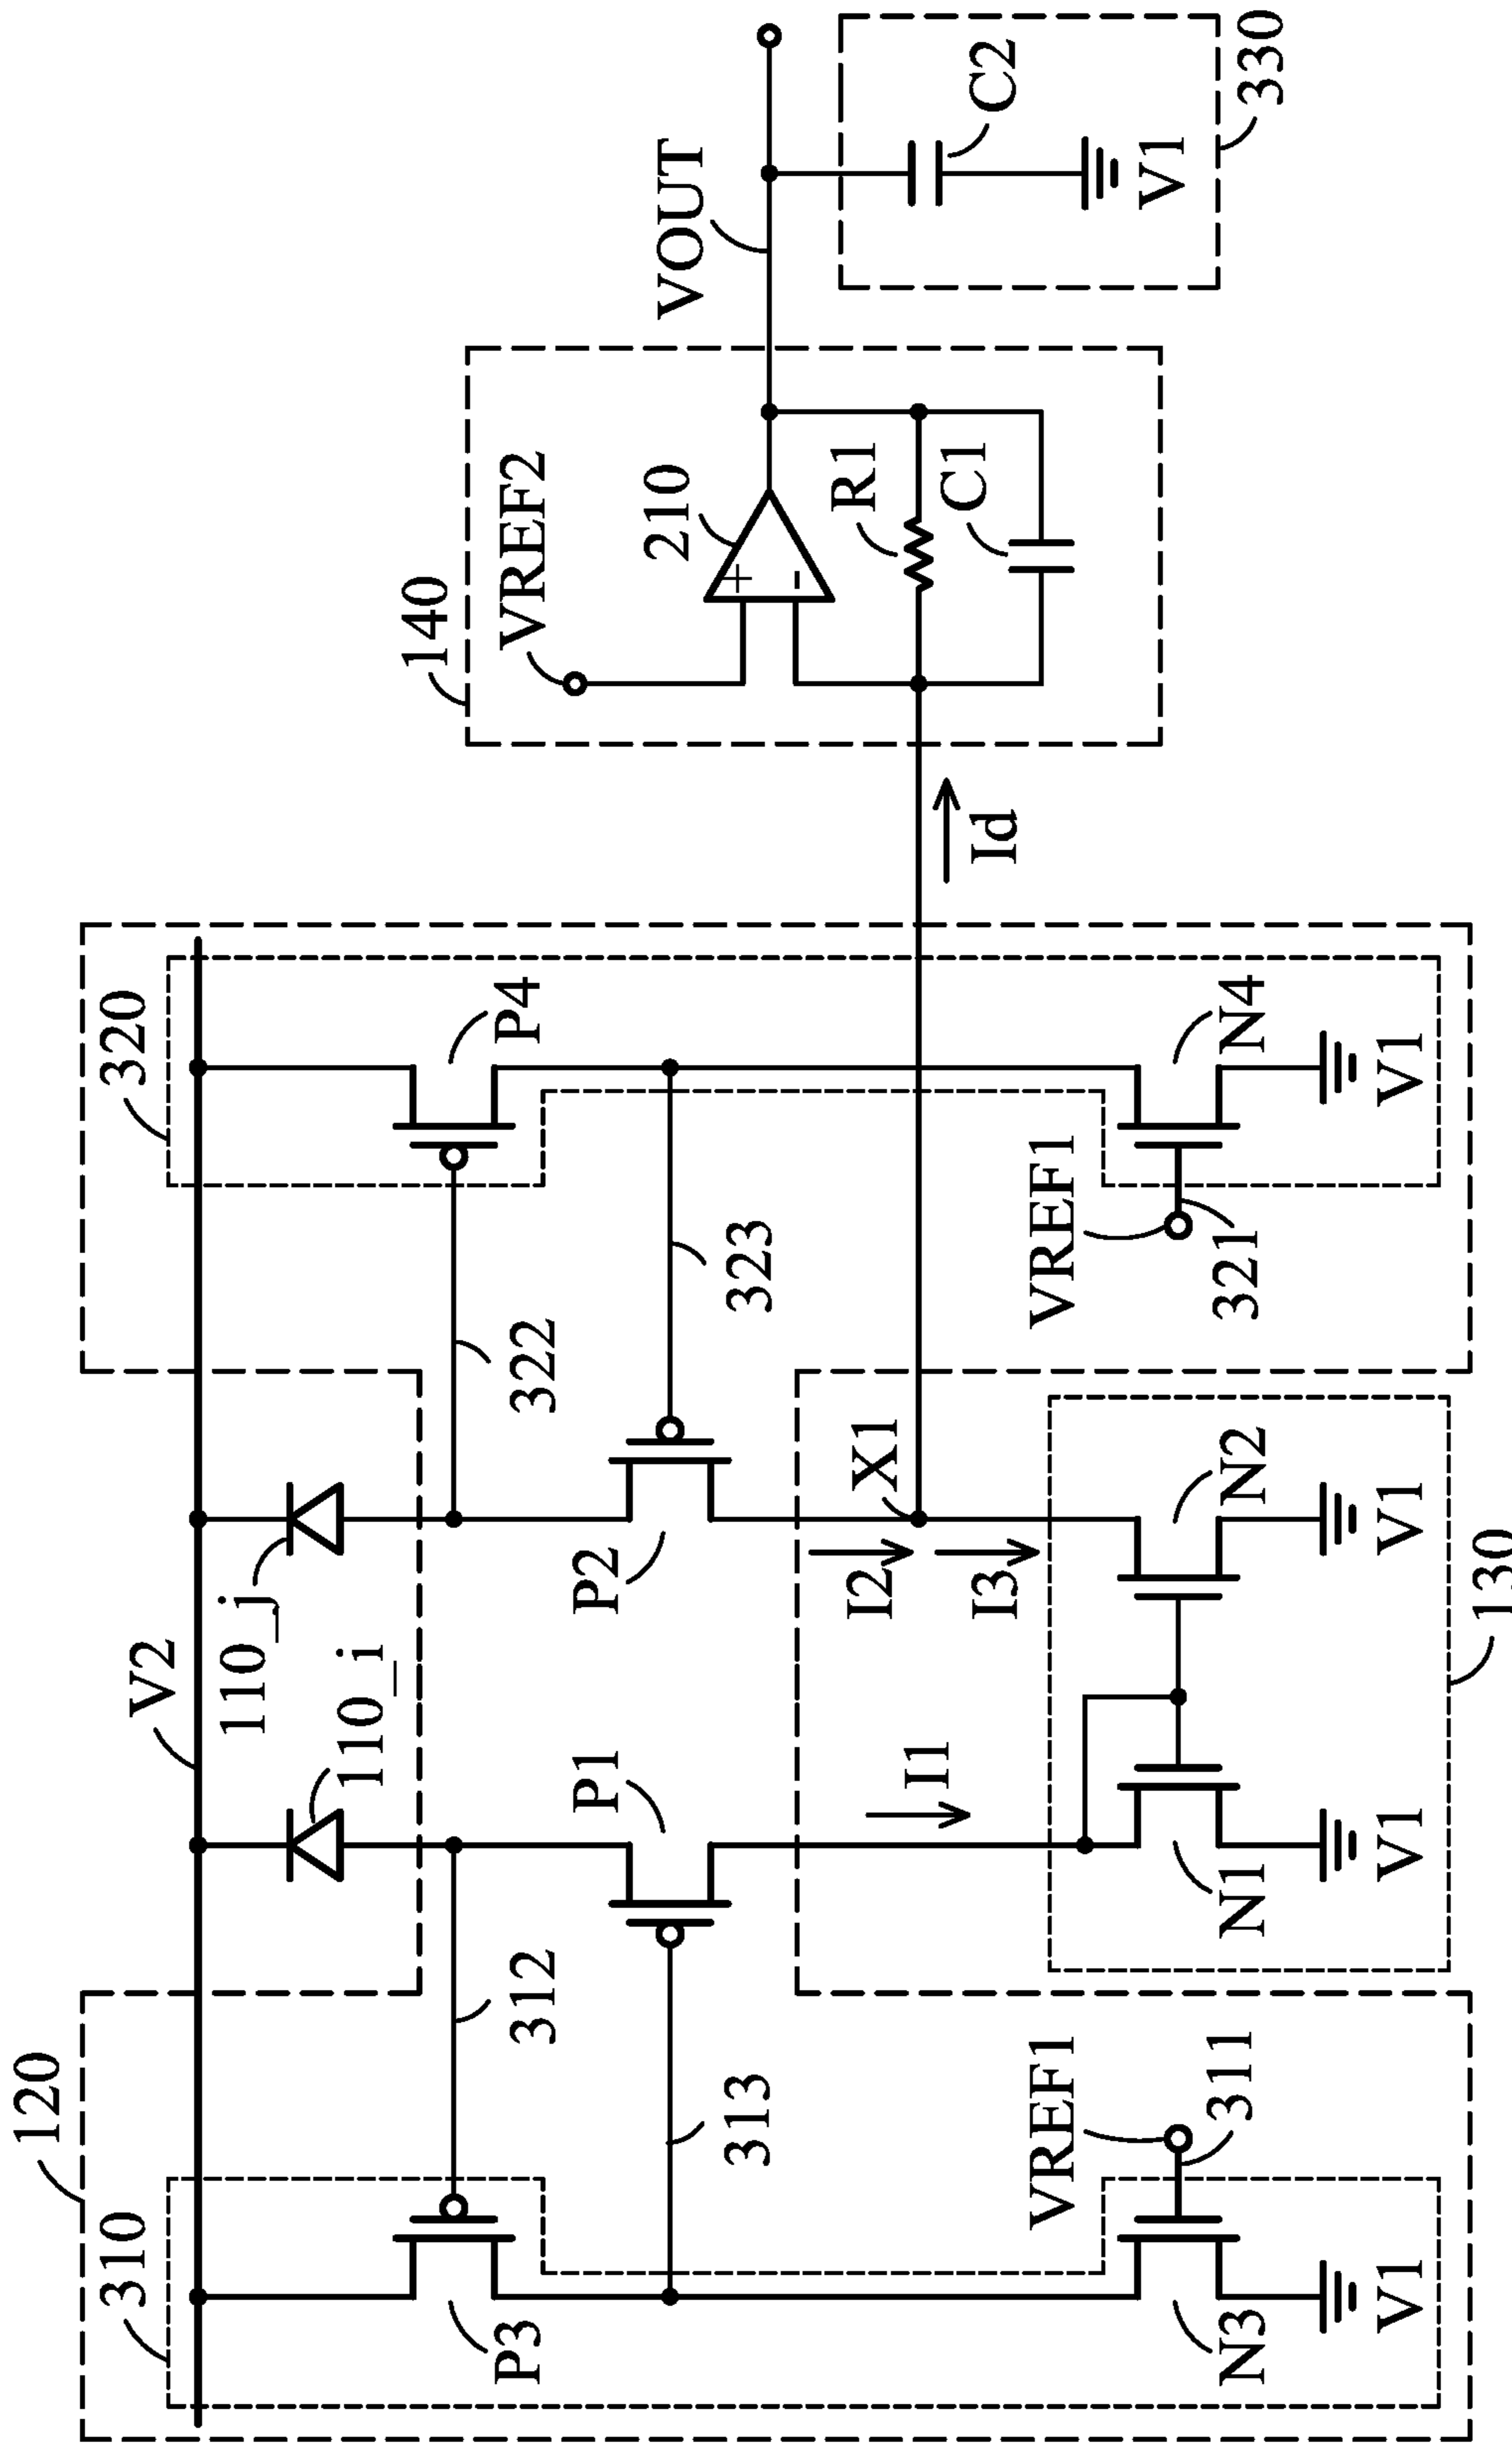 120
310
P3
312
313
VREF1
311
N3
V1
V2
110_j
110_i
P1
P2
I1
I2
I3
X1
N1
N2
V1
V1
130
320
P4
322
323
VREF1
321
N4
V1
Id
140
VREF2
210
R1
C1
VOUT
C2
V1
330